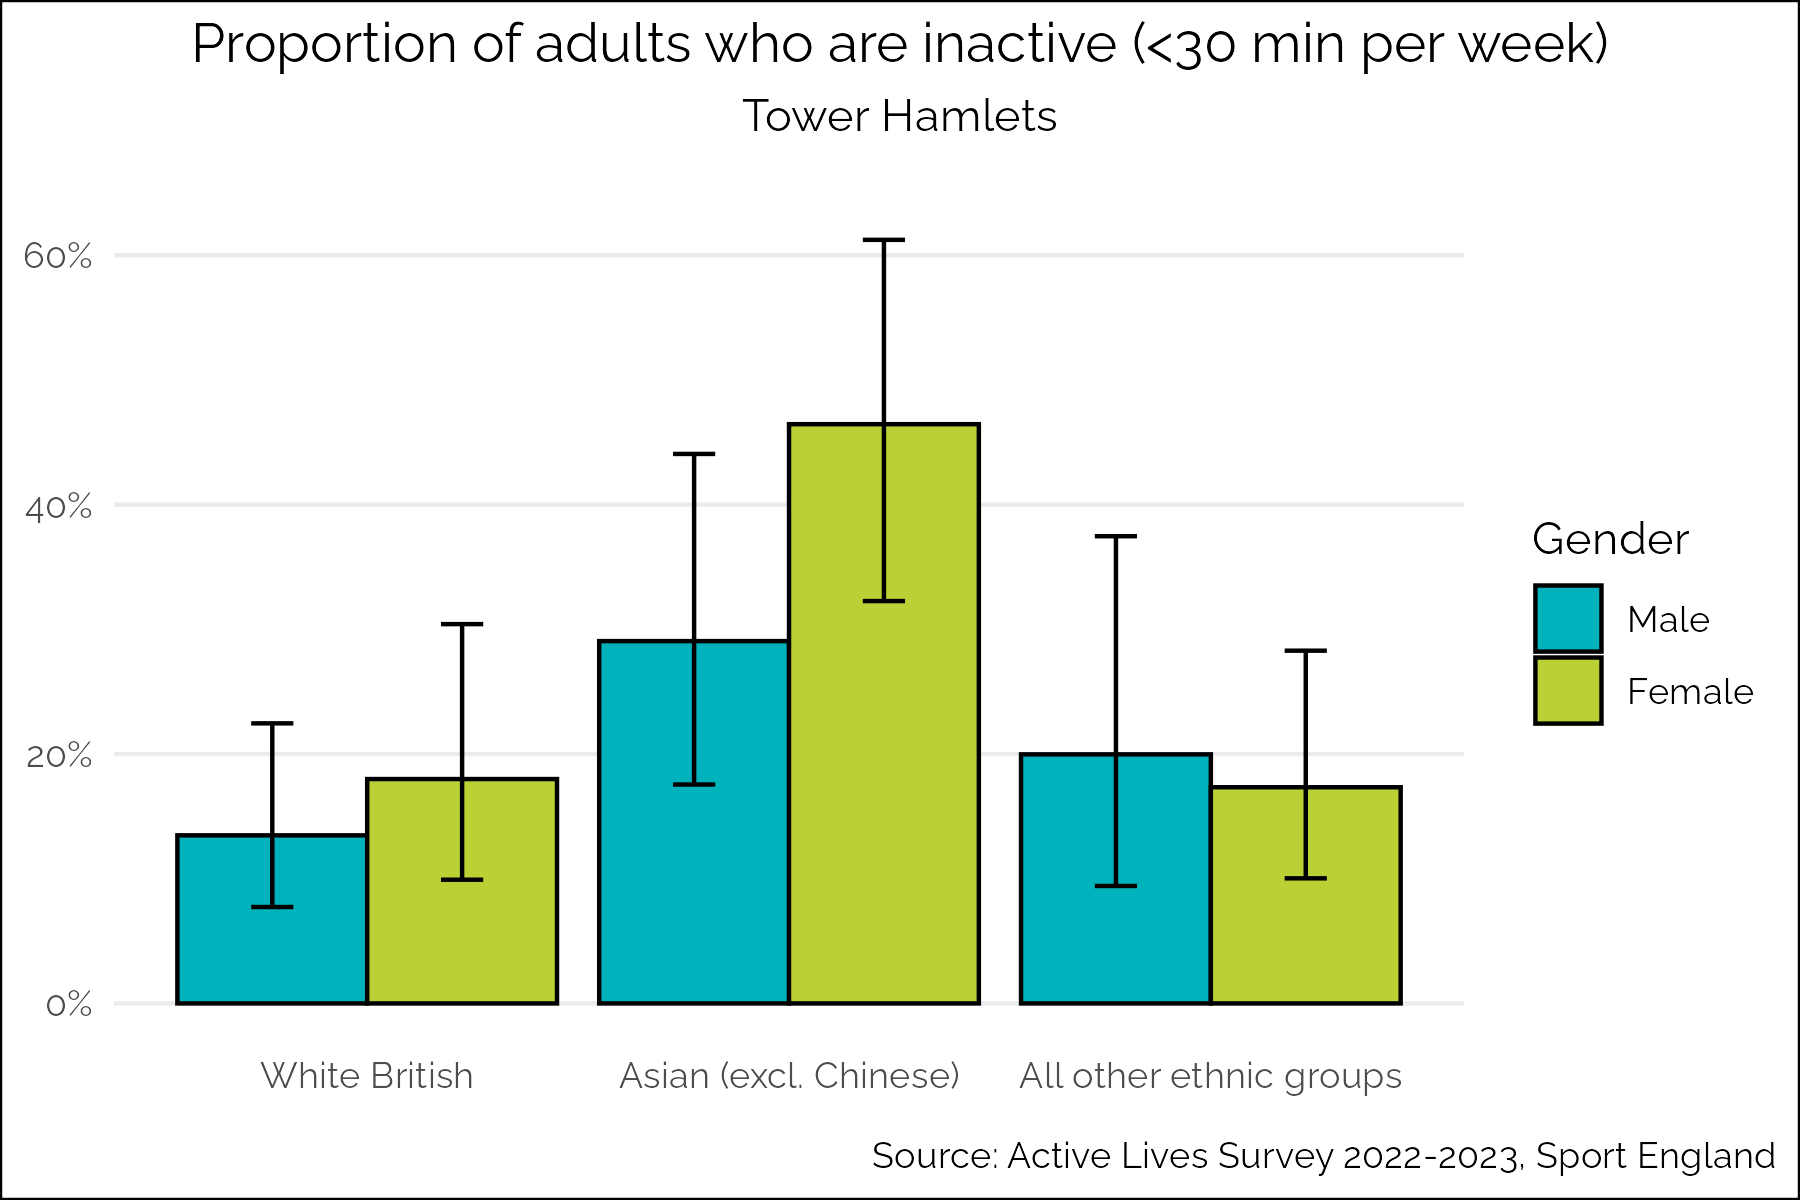 Proportion of adults who are inactive (<30 min per week)
Tower Hamlets
60%
40%
20%
0%
Gender
Male
Female
White British
Asian (excl. Chinese)
All other ethnic groups
Source: Active Lives Survey 2022-2023, Sport England